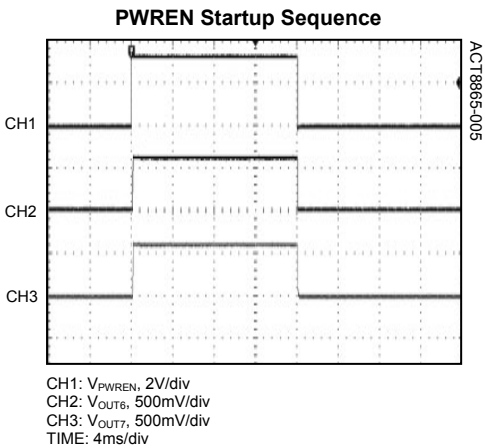 PWREN Startup Sequence
ACT8865-005
CH1
CH2
CH3
CH1: VPWREN, 2V/div
CH2: VOUT6, 500mV/div
CH3: VOUT7, 500mV/div
TIME: 4ms/div